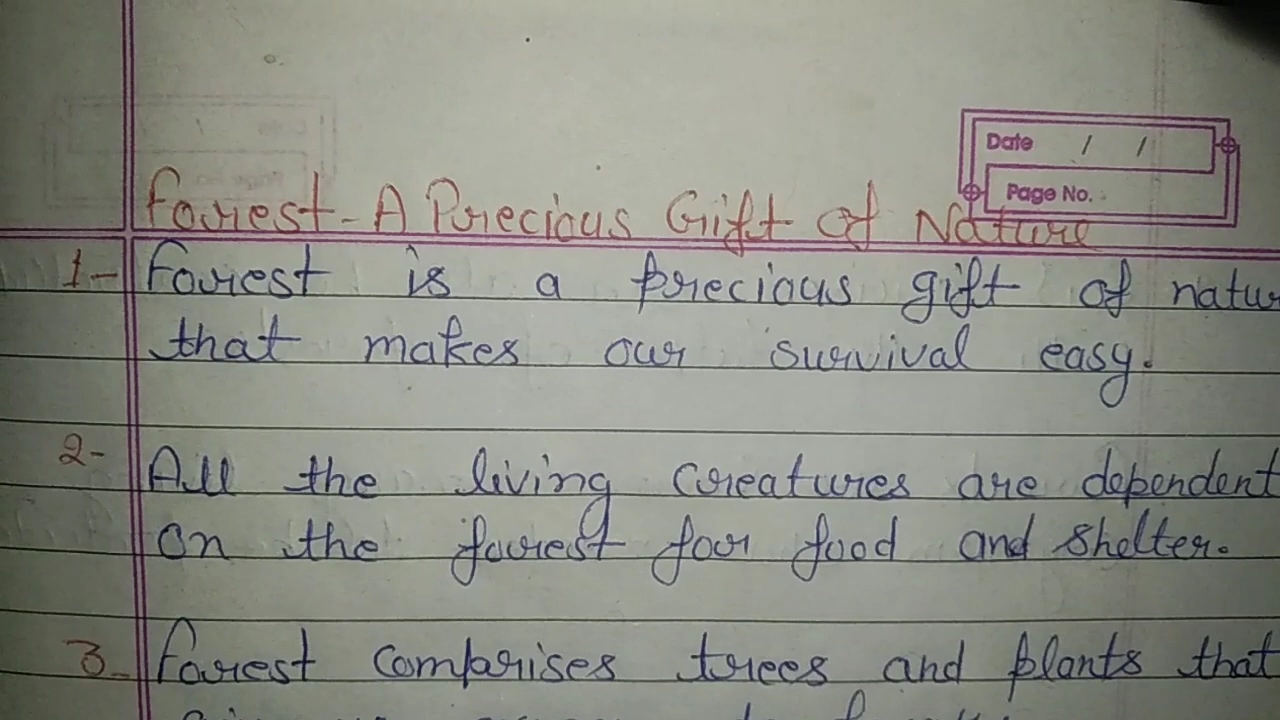 Date / /
Page No.
Forest - A Precious Gift of Nature
1- Forest is a precious gift of natur
that makes our survival easy.
2- All the living creatures are dependent
on the forest for food and shelter.
3- Forest comprises trees and plants that